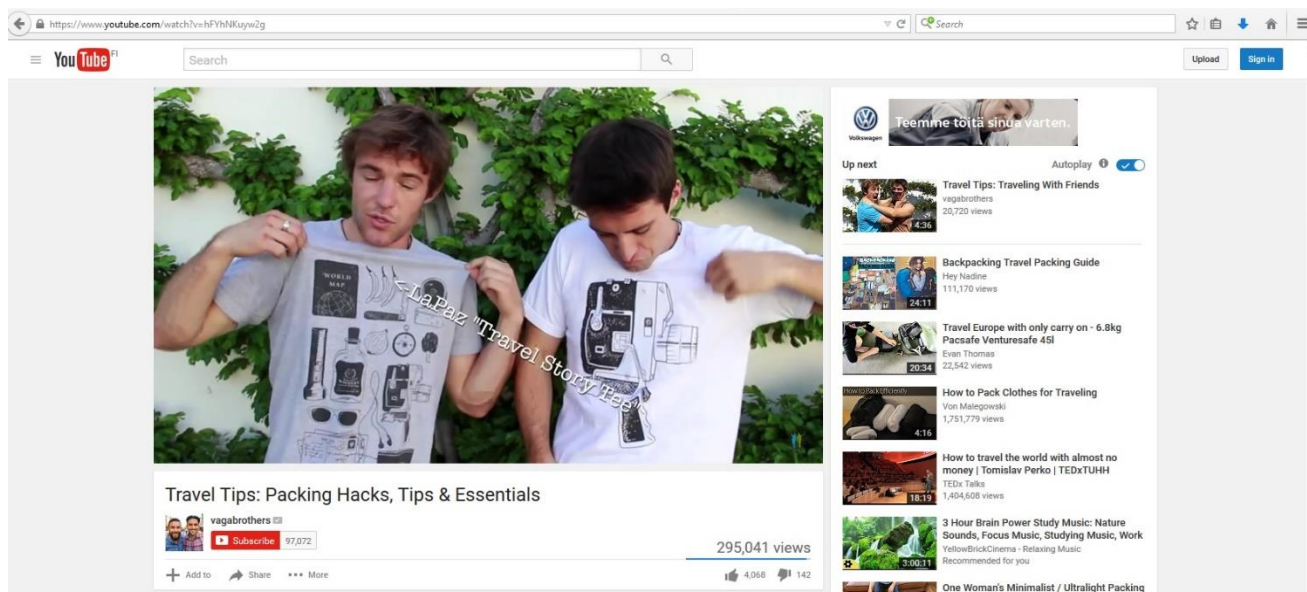 https://www.youtube.com/watch?v=hFYhNKuyw2g
Search
YouTube FI
Search
Upload
Sign in
WORLD
MAP
<-LaPaz "Travel Story Tee"
Travel Tips: Packing Hacks, Tips & Essentials
vagabrothers
Subscribe 97,072
295,041 views
Add to Share More
4,068 142
Volkswagen
Teemme töitä sinua varten.
Up next
Autoplay
Travel Tips: Traveling With Friends
vagabrothers
20,720 views
4:36
Backpacking Travel Packing Guide
Hey Nadine
111,170 views
24:11
Travel Europe with only carry on - 6.8kg
Pacsafe Venturesafe 45l
Evan Thomas
22,542 views
20:34
How to Pack Efficiently
How to Pack Clothes for Traveling
Von Malegowski
1,751,779 views
4:16
How to travel the world with almost no
money | Tomislav Perko | TEDxTUHH
TEDx Talks
1,404,608 views
18:19
3 Hour Brain Power Study Music: Nature
Sounds, Focus Music, Studying Music, Work
YellowBrickCinema - Relaxing Music
Recommended for you
3:00:11
One Woman's Minimalist / Ultralight Packing